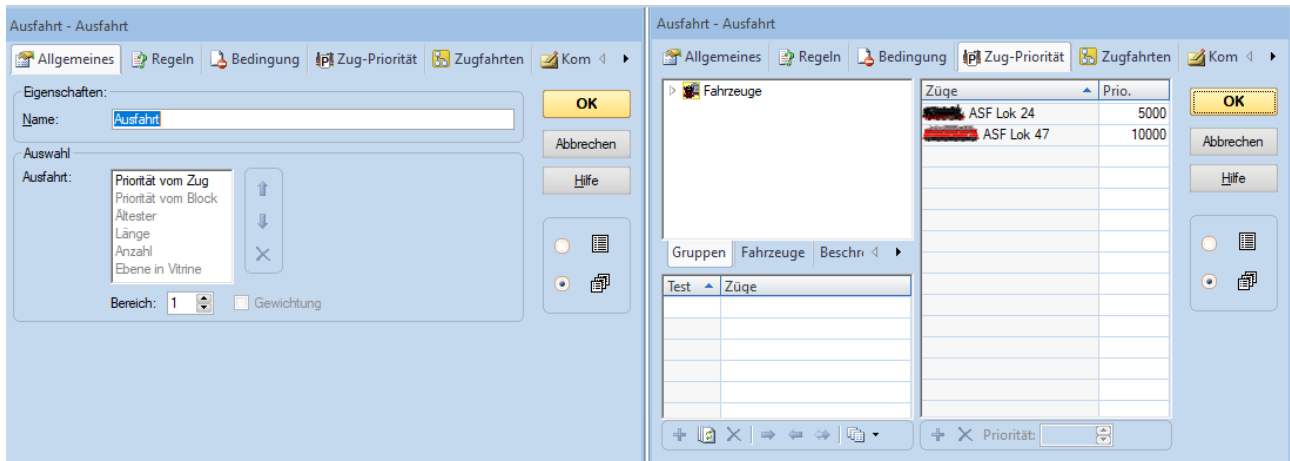 Ausfahrt - Ausfahrt
Allgemeines Regeln Bedingung Zug-Priorität Zugfahrten Kom
Eigenschaften:
Name: Ausfahrt
Auswahl
Ausfahrt: Priorität vom Zug
Priorität vom Block
Ältester
Länge
Anzahl
Ebene in Vitrine
Bereich: 1 Gewichtung
OK
Abbrechen
Hilfe
Ausfahrt - Ausfahrt
Allgemeines Regeln Bedingung Zug-Priorität Zugfahrten Kom
Fahrzeuge
Gruppen Fahrzeuge Beschr
Test Züge
Züge Prio.
ASF Lok 24 5000
ASF Lok 47 10000
Priorität:
OK
Abbrechen
Hilfe